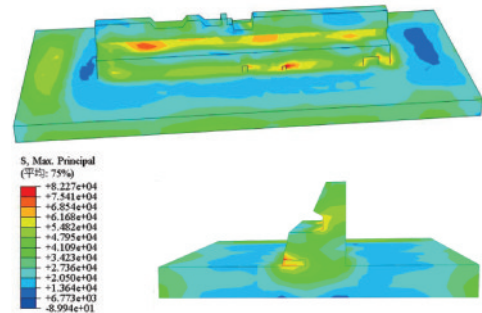 S, Max. Principal
(平均: 75%)
+8.227e+04
+7.541e+04
+6.854e+04
+6.168e+04
+5.482e+04
+4.795e+04
+4.109e+04
+3.423e+04
+2.736e+04
+2.050e+04
+1.364e+04
+6.773e+03
-8.994e+01